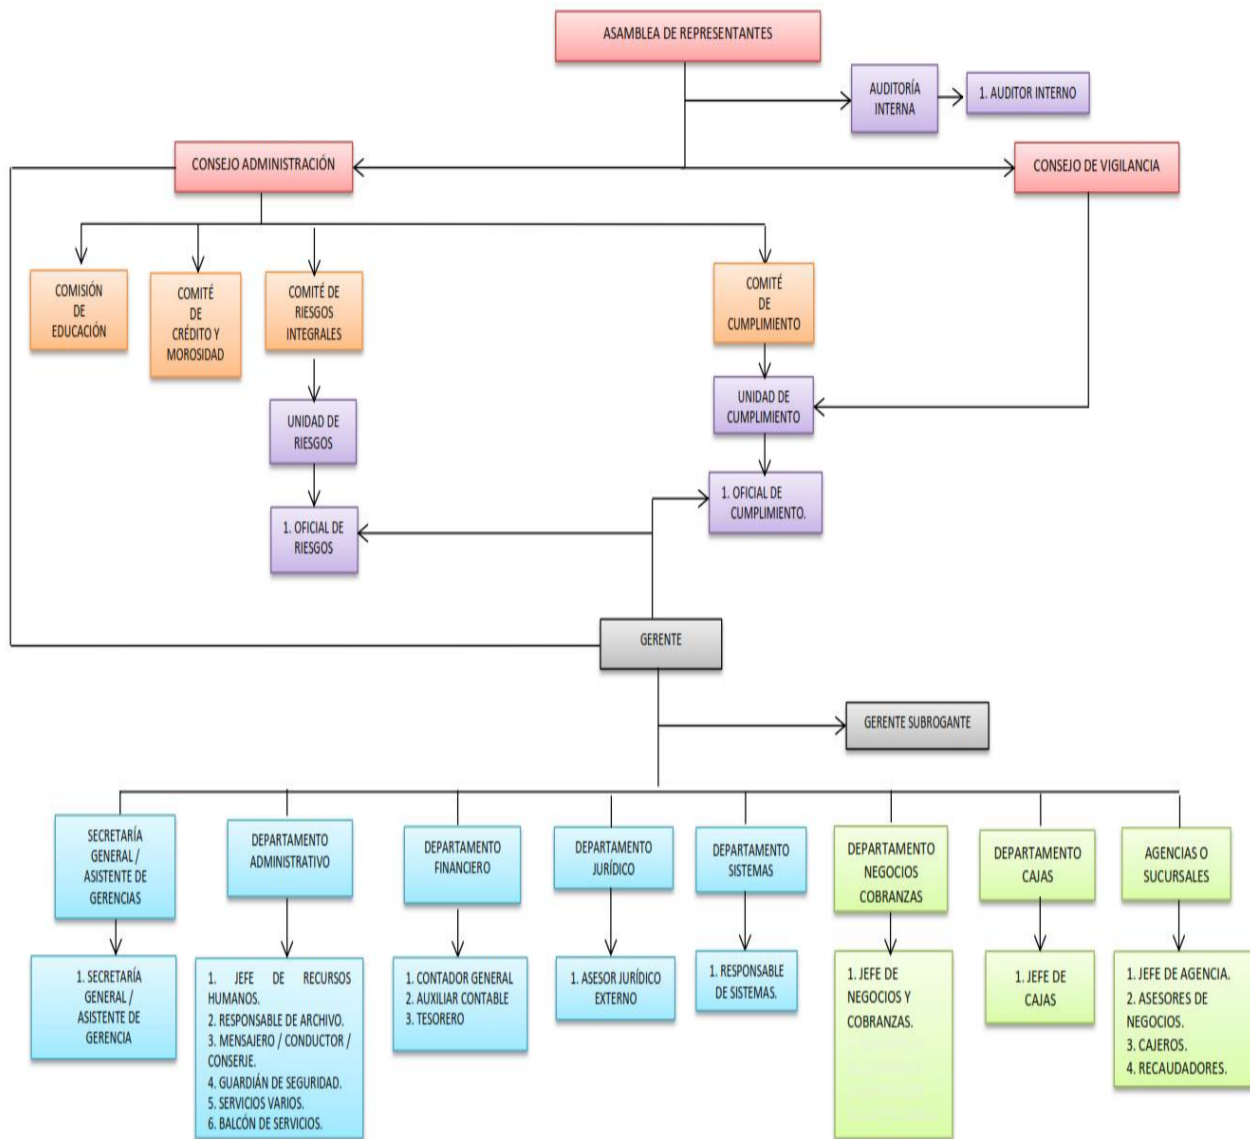 ASAMBLEA DE REPRESENTANTES
AUDITORÍA
INTERNA
1. AUDITOR INTERNO
CONSEJO ADMINISTRACIÓN
CONSEJO DE VIGILANCIA
COMISIÓN
DE
EDUCACIÓN
COMITÉ
DE
CRÉDITO Y
MOROSIDAD
COMITÉ DE
RIESGOS
INTEGRALES
COMITÉ
DE
CUMPLIMIENTO
UNIDAD DE
RIESGOS
UNIDAD DE
CUMPLIMIENTO
1. OFICIAL DE
RIESGOS
1. OFICIAL DE
CUMPLIMIENTO.
GERENTE
GERENTE SUBROGANTE
SECRETARÍA
GENERAL /
ASISTENTE DE
GERENCIAS
DEPARTAMENTO
ADMINISTRATIVO
DEPARTAMENTO
FINANCIERO
DEPARTAMENTO
JURÍDICO
DEPARTAMENTO
SISTEMAS
DEPARTAMENTO
NEGOCIOS
COBRANZAS
DEPARTAMENTO
CAJAS
AGENCIAS O
SUCURSALES
1. SECRETARÍA
GENERAL /
ASISTENTE DE
GERENCIA
1. JEFE DE RECURSOS
HUMANOS.
2. RESPONSABLE DE ARCHIVO.
3. MENSAJERO / CONDUCTOR /
CONSERJE.
4. GUARDIÁN DE SEGURIDAD.
5. SERVICIOS VARIOS.
6. BALCÓN DE SERVICIOS.
1. CONTADOR GENERAL
2. AUXILIAR CONTABLE
3. TESORERO
1. ASESOR JURÍDICO
EXTERNO
1. RESPONSABLE
DE SISTEMAS.
1. JEFE DE
NEGOCIOS Y
COBRANZAS.
1. JEFE DE
CAJAS
1. JEFE DE AGENCIA.
2. ASESORES DE
NEGOCIOS.
3. CAJEROS.
4. RECAUDADORES.